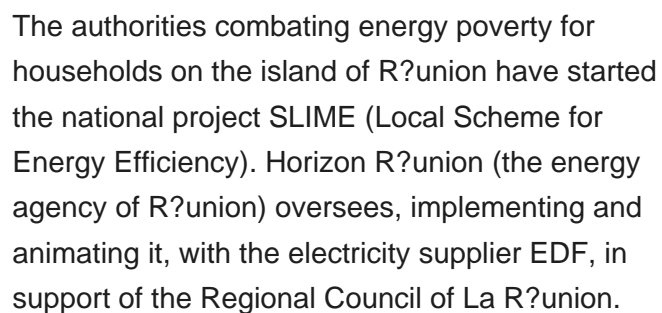 The authorities combating energy poverty for
households on the island of R?union have started
the national project SLIME (Local Scheme for
Energy Efficiency). Horizon R?union (the energy
agency of R?union) oversees, implementing and
animating it, with the electricity supplier EDF, in
support of the Regional Council of La R?union.